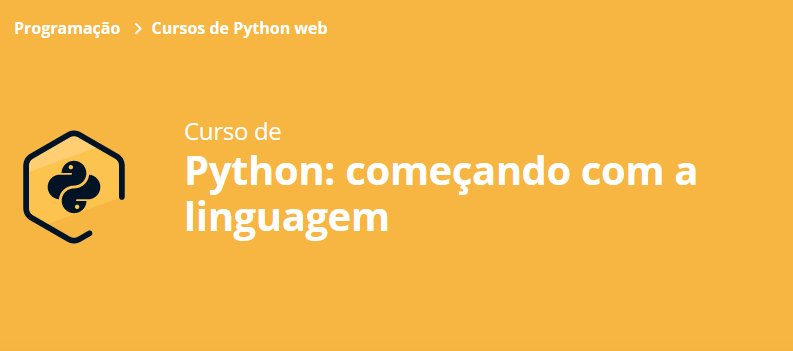 Programação > Cursos de Python web
Curso de
Python: começando com a
linguagem